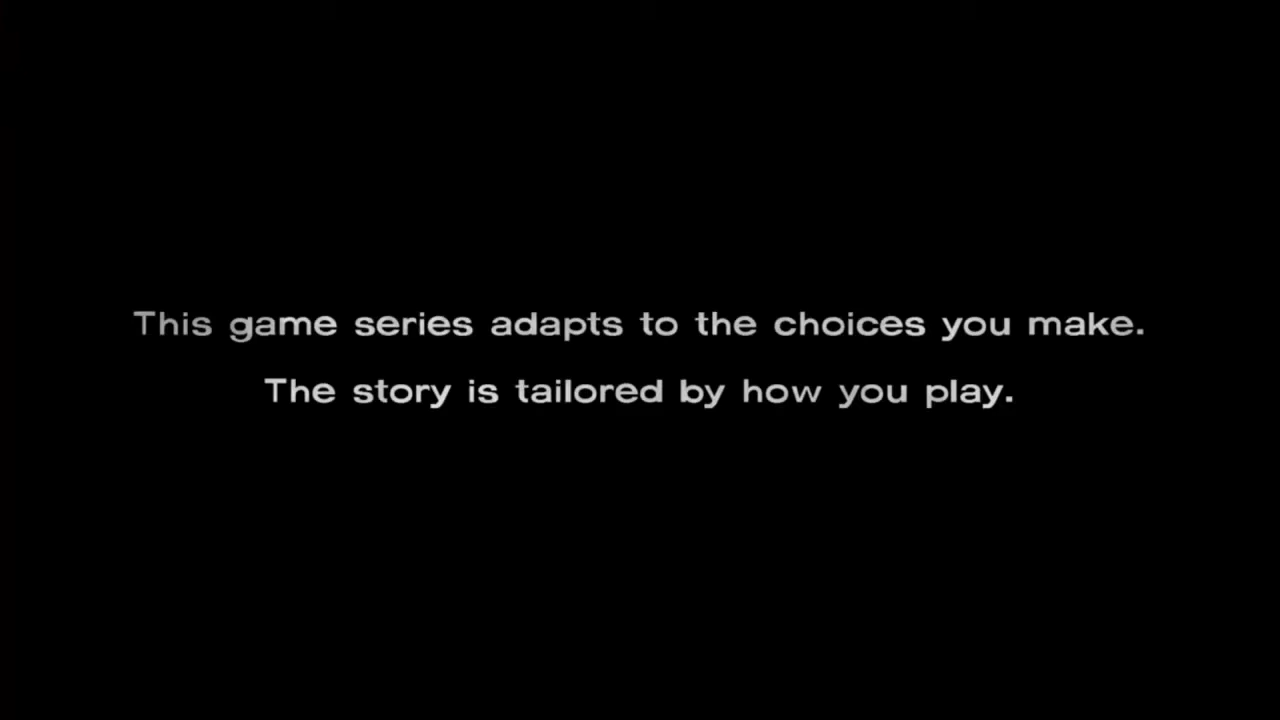 This game series adapts to the choices you make.
The story is tailored by how you play.